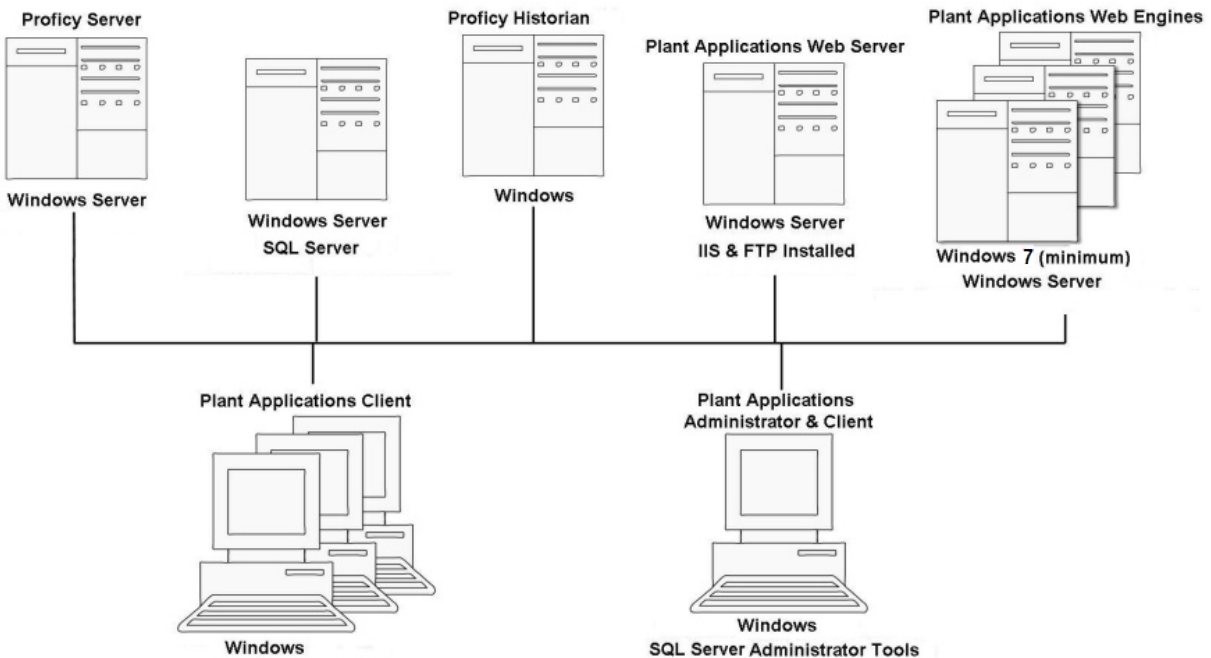 Proficy Server
Windows Server
Windows Server
SQL Server
Proficy Historian
Windows
Plant Applications Web Server
Windows Server
IIS & FTP Installed
Plant Applications Web Engines
Windows 7 (minimum)
Windows Server
Plant Applications Client
Windows
Plant Applications
Administrator & Client
Windows
SQL Server Administrator Tools